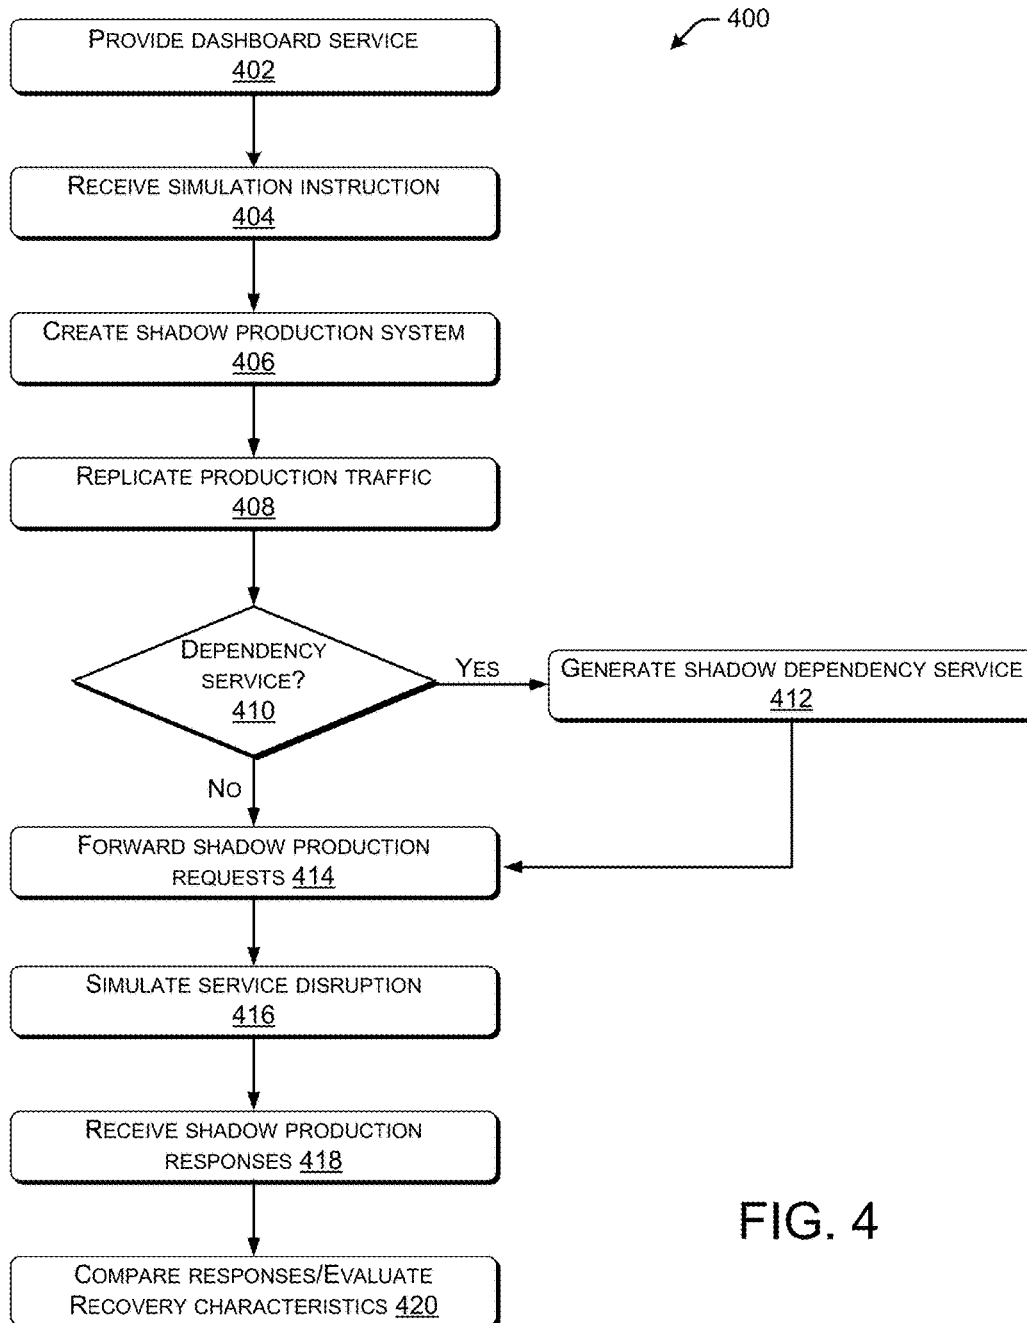 400
PROVIDE DASHBOARD SERVICE
402
RECEIVE SIMULATION INSTRUCTION
404
CREATE SHADOW PRODUCTION SYSTEM
406
REPLICATE PRODUCTION TRAFFIC
408
DEPENDENCY
SERVICE?
410
YES
GENERATE SHADOW DEPENDENCY SERVICE
412
NO
FORWARD SHADOW PRODUCTION
REQUESTS 414
SIMULATE SERVICE DISRUPTION
416
RECEIVE SHADOW PRODUCTION
RESPONSES 418
COMPARE RESPONSES/EVALUATE
RECOVERY CHARACTERISTICS 420
FIG. 4